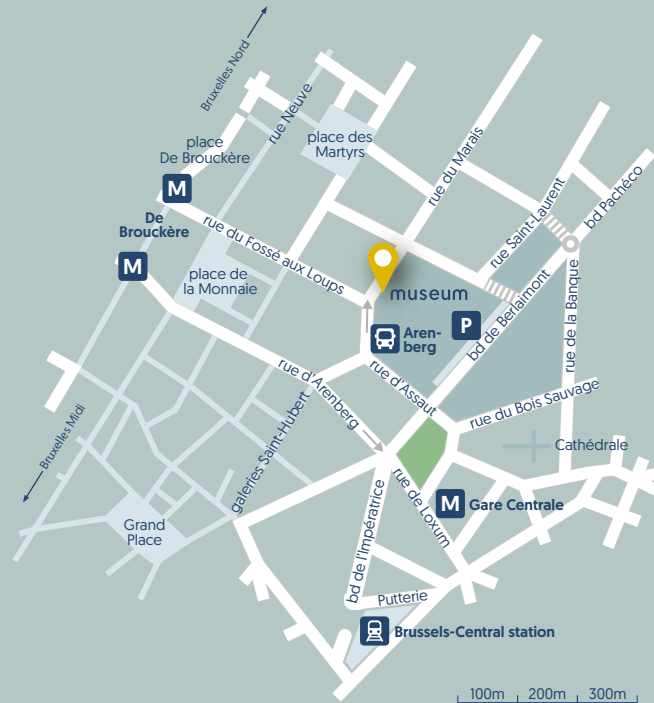 Bruxelles Nord
rue Neuve
place
De Brouckère
place des
Martyrs
rue du Marais
M
De
Brouckère
M
rue du Fossé aux Loups
rue Saint-Laurent
bd Pachéco
place de
la Monnaie
museum
P
bd de Berlaimont
rue de la Banque
Aren-
berg
rue d'Arenberg
rue d'Assaut
rue du Bois Sauvage
galeries Saint-Hubert
Bruxelles Midi
Cathédrale
Grand
Place
bd de l'Impératrice
rue de Loxum
M
Gare Centrale
Putterie
Brussels-Central station
100m 200m 300m